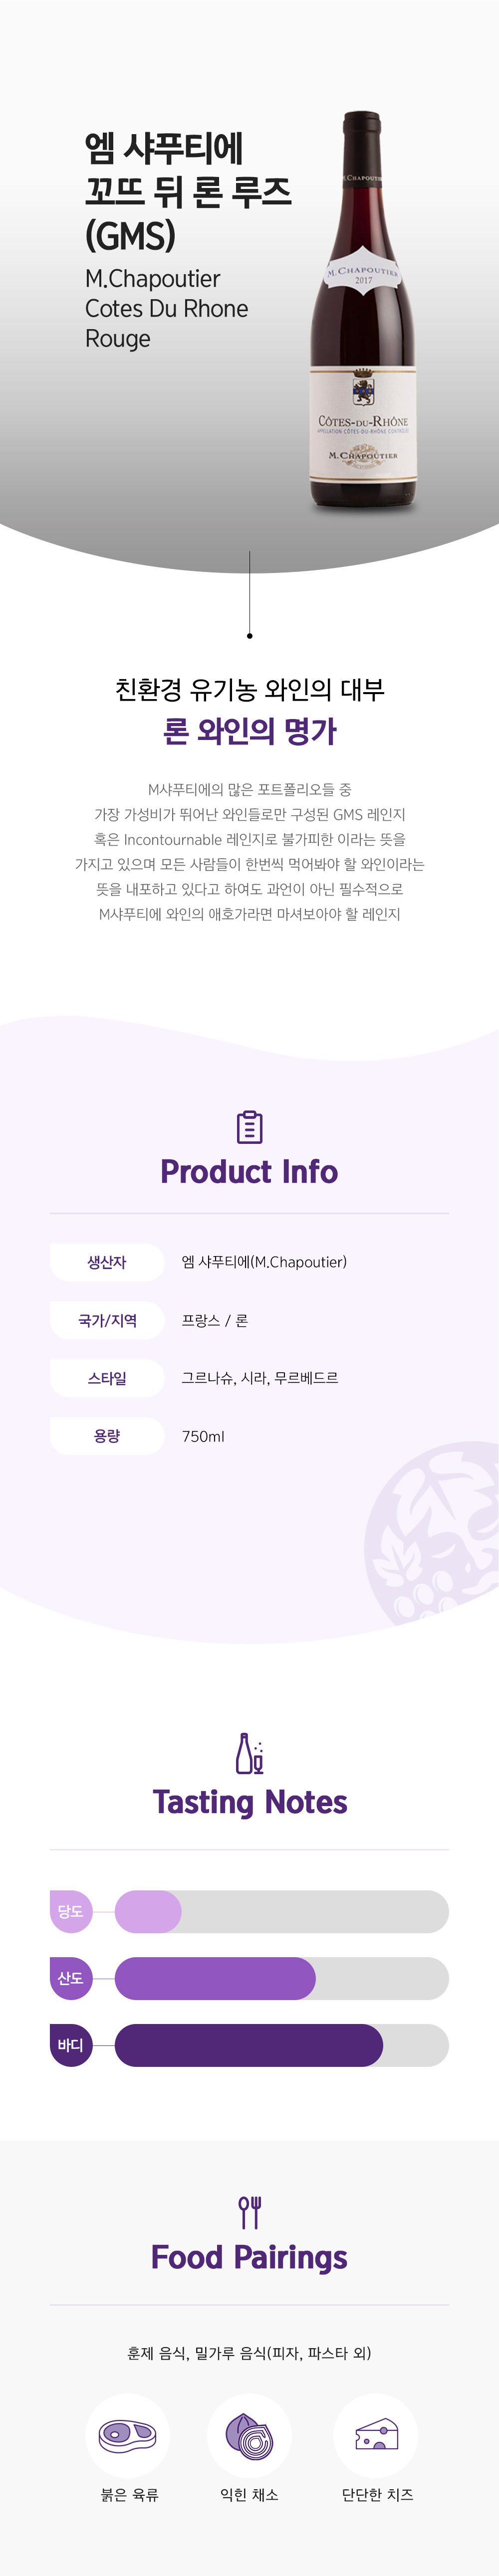 엠 샤푸티에
꼬뜨 뒤 론 루즈
(GMS)
M.Chapoutier
Cotes Du Rhone
Rouge
M.CHAPOUTIER
M.CHAPOUTIER
2017
CÔTES-DU-RHÔNE
APPELLATION CÔTES-DU-RHÔNE CONTRÔLÉE
M.CHAPOUTIER
친환경 유기농 와인의 대부
론 와인의 명가
M샤푸티에의 많은 포트폴리오들 중
가장 가성비가 뛰어난 와인들로만 구성된 GMS 레인지
혹은 Incontournable 레인지로 불가피한 이라는 뜻을
가지고 있으며 모든 사람들이 한번씩 먹어봐야 할 와인이라는
뜻을 내포하고 있다고 하여도 과언이 아닌 필수적으로
M샤푸티에 와인의 애호가라면 마셔보아야 할 레인지
Product Info
생산자 엠 샤푸티에(M.Chapoutier)
국가/지역 프랑스 / 론
스타일 그르나슈, 시라, 무르베드르
용량 750ml
Tasting Notes
당도
산도
바디
Food Pairings
훈제 음식, 밀가루 음식(피자, 파스타 외)
붉은 육류 익힌 채소 단단한 치즈